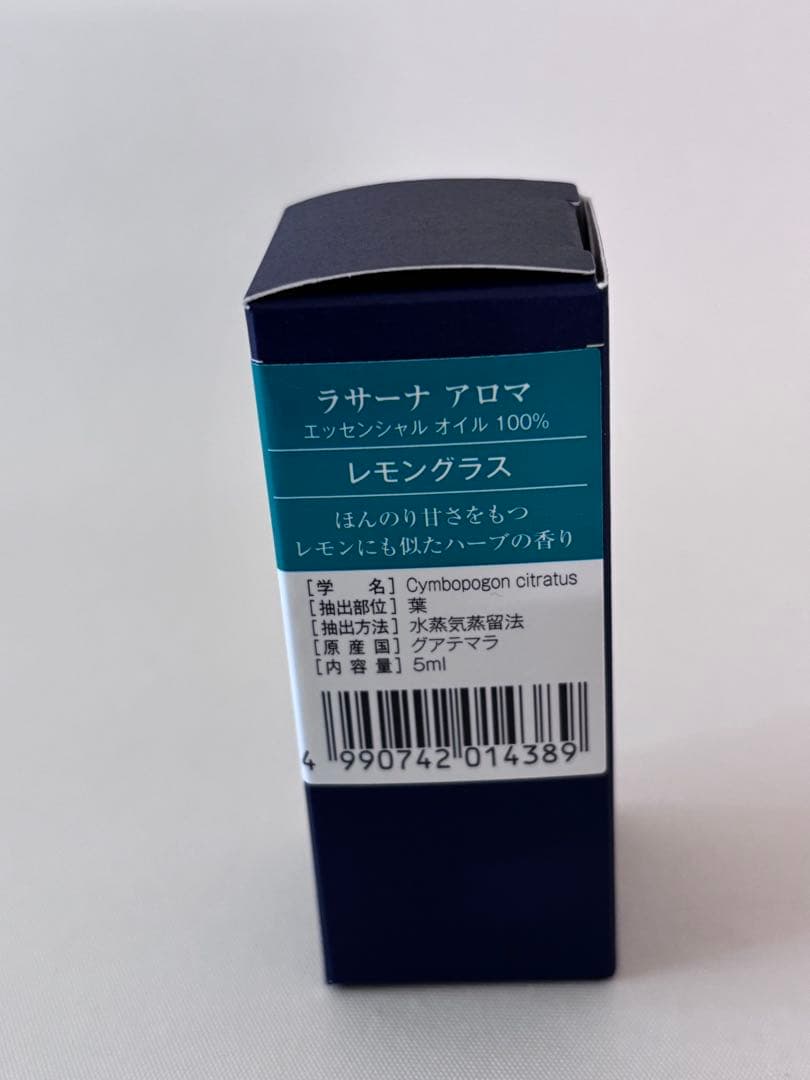 ラサーナ アロマ
エッセンシャル オイル 100%
レモングラス
ほんのり甘さをもつ
レモンにも似たハーブの香り
[学 名] Cymbopogon citratus
[抽出部位] 葉
[抽出方法] 水蒸気蒸留法
[原産国] グアテマラ
[内容量] 5ml
4 990742 014389